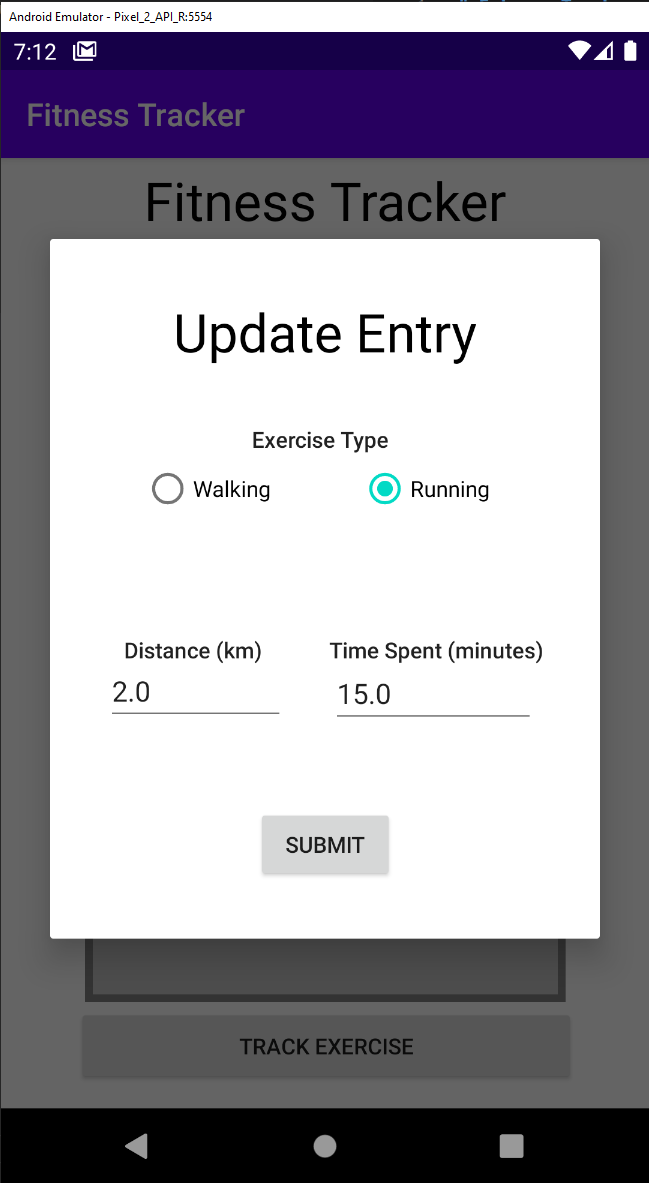 Android Emulator - Pixel_2_API_R:5554
7:12
Fitness Tracker
Fitness Tracker
Update Entry
Exercise Type
Walking Running
Distance (km) Time Spent (minutes)
2.0 15.0
SUBMIT
TRACK EXERCISE